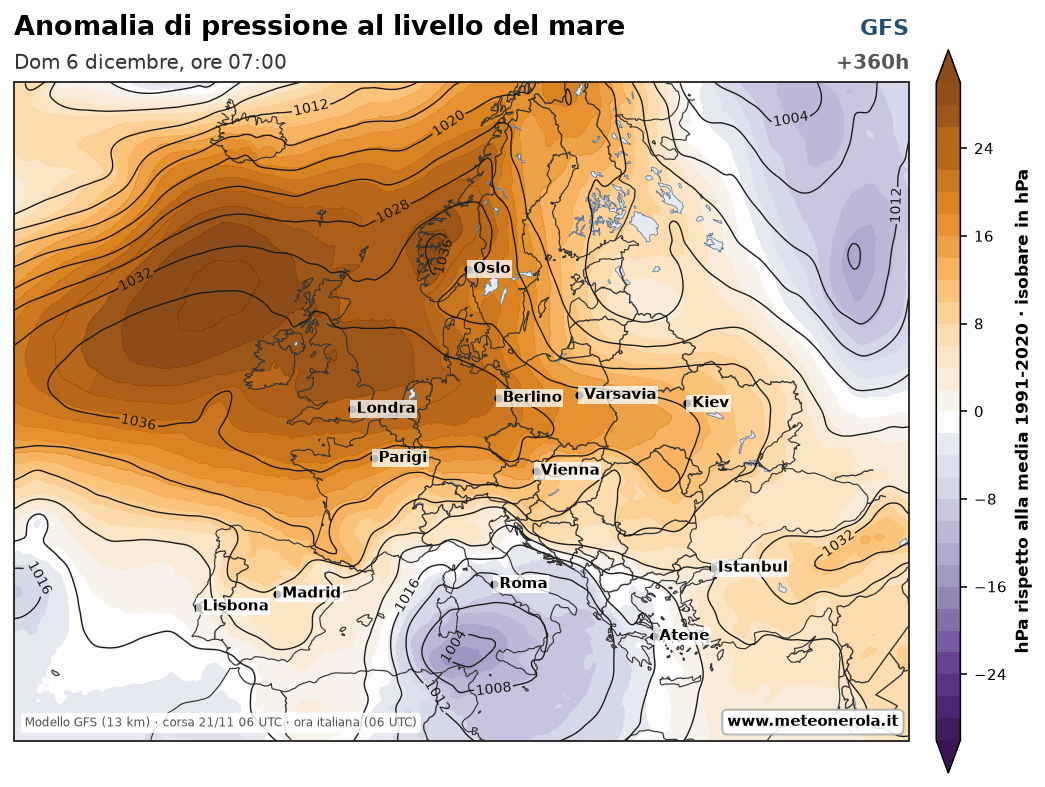 Anomalia di pressione al livello del mare
GFS
Dom 6 dicembre, ore 07:00
+360h
1012
1020
1004
1012
1028
1036
1032
Oslo
1036
Londra
Berlino
Varsavia
Kiev
Parigi
Vienna
1032
1016
1016
Roma
Istanbul
Madrid
Lisbona
Atene
1004
1012
1008
Modello GFS (13 km) · corsa 21/11 06 UTC · ora italiana (06 UTC)
www.meteonerola.it
24
16
8
0
−8
−16
−24
hPa rispetto alla media 1991-2020 · isobare in hPa